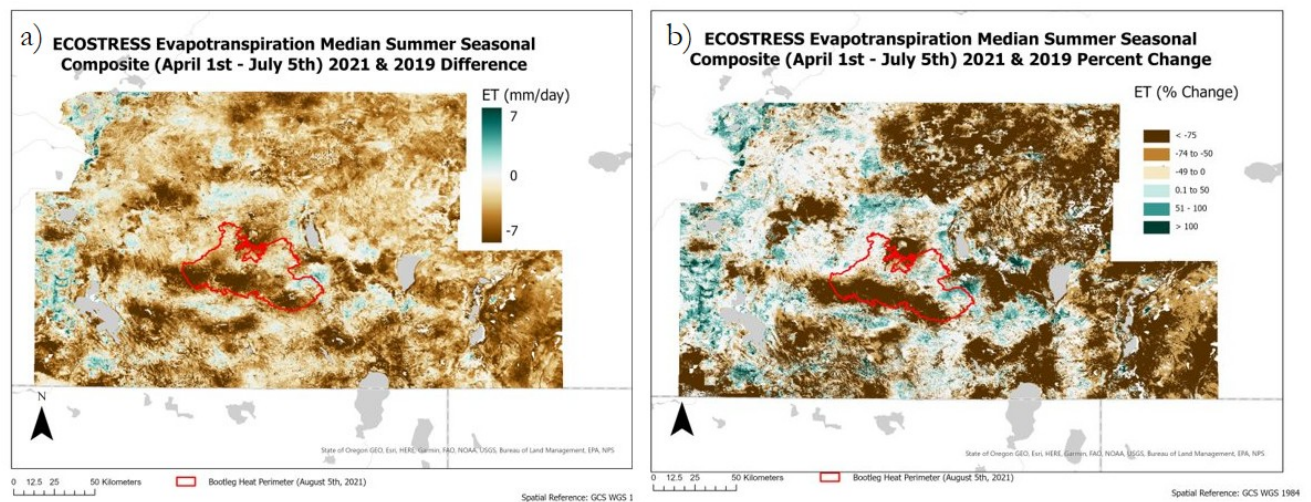 a)
ECOSTRESS Evapotranspiration Median Summer Seasonal
Composite (April 1st - July 5th) 2021 & 2019 Difference
ET (mm/day)
7
0
-7
N
State of Oregon GEO, Esri, HERE, Garmin, FAO, NOAA, USGS, Bureau of Land Management, EPA, NPS
0 12.5 25 50 Kilometers
Bootleg Heat Perimeter (August 5th, 2021)
Spatial Reference: GCS WGS 1
b)
ECOSTRESS Evapotranspiration Median Summer Seasonal
Composite (April 1st - July 5th) 2021 & 2019 Percent Change
ET (% Change)
< -75
-74 to -50
-49 to 0
0.1 to 50
51 - 100
> 100
State of Oregon GEO, Esri, HERE, Garmin, FAO, NOAA, USGS, Bureau of Land Management, EPA, NPS
0 12.5 25 50 Kilometers
Bootleg Heat Perimeter (August 5th, 2021)
Spatial Reference: GCS WGS 1984